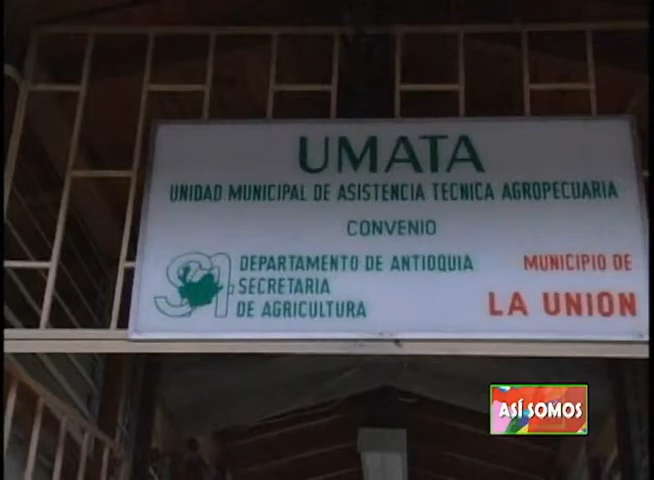 UMATA
UNIDAD MUNICIPAL DE ASISTENCIA TECNICA AGROPECUARIA
CONVENIO
SA
DEPARTAMENTO DE ANTIOQUIA
SECRETARIA
DE AGRICULTURA
MUNICIPIO DE
LA UNION
ASÍ SOMOS